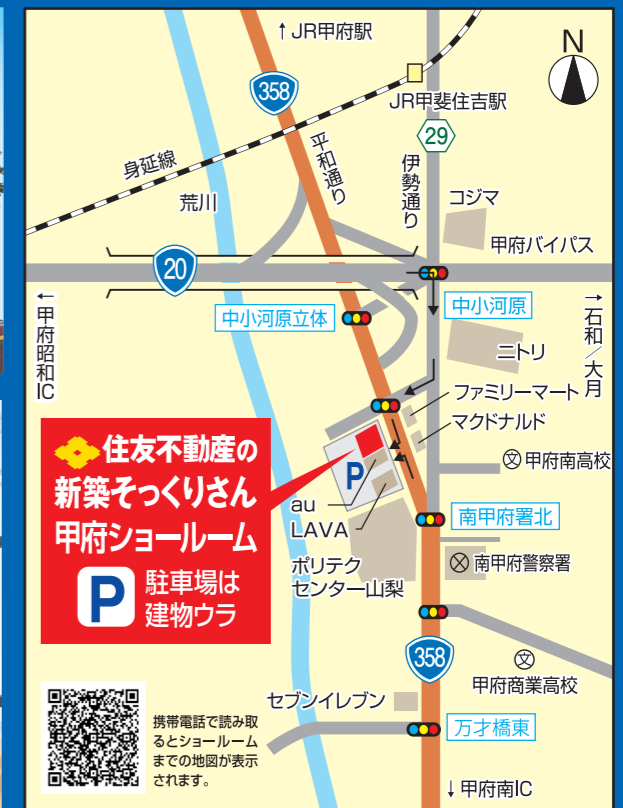 ↑JR甲府駅
N
358
JR甲斐住吉駅
29
平和通り
伊勢通り
身延線
荒川
コジマ
甲府バイパス
20
←甲府昭和IC
中小河原立体
中小河原
→石和/大月
ニトリ
ファミリーマート
マクドナルド
住友不動産の
新築そっくりさん
甲府ショールーム
P 駐車場は
建物ウラ
P
au
LAVA
文 甲府南高校
南甲府署北
ポリテク
センター山梨
南甲府警察署
358
文
甲府商業高校
セブンイレブン
万才橋東
携帯電話で読み取
るとショールーム
までの地図が表示
されます。
↓甲府南IC